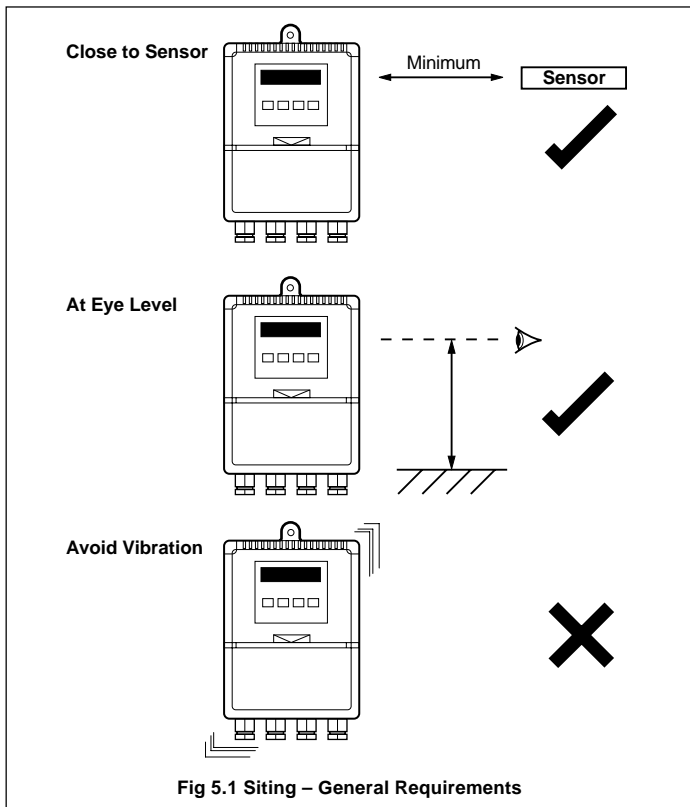 Close to Sensor
Minimum
Sensor
At Eye Level
Avoid Vibration
Fig 5.1 Siting – General Requirements